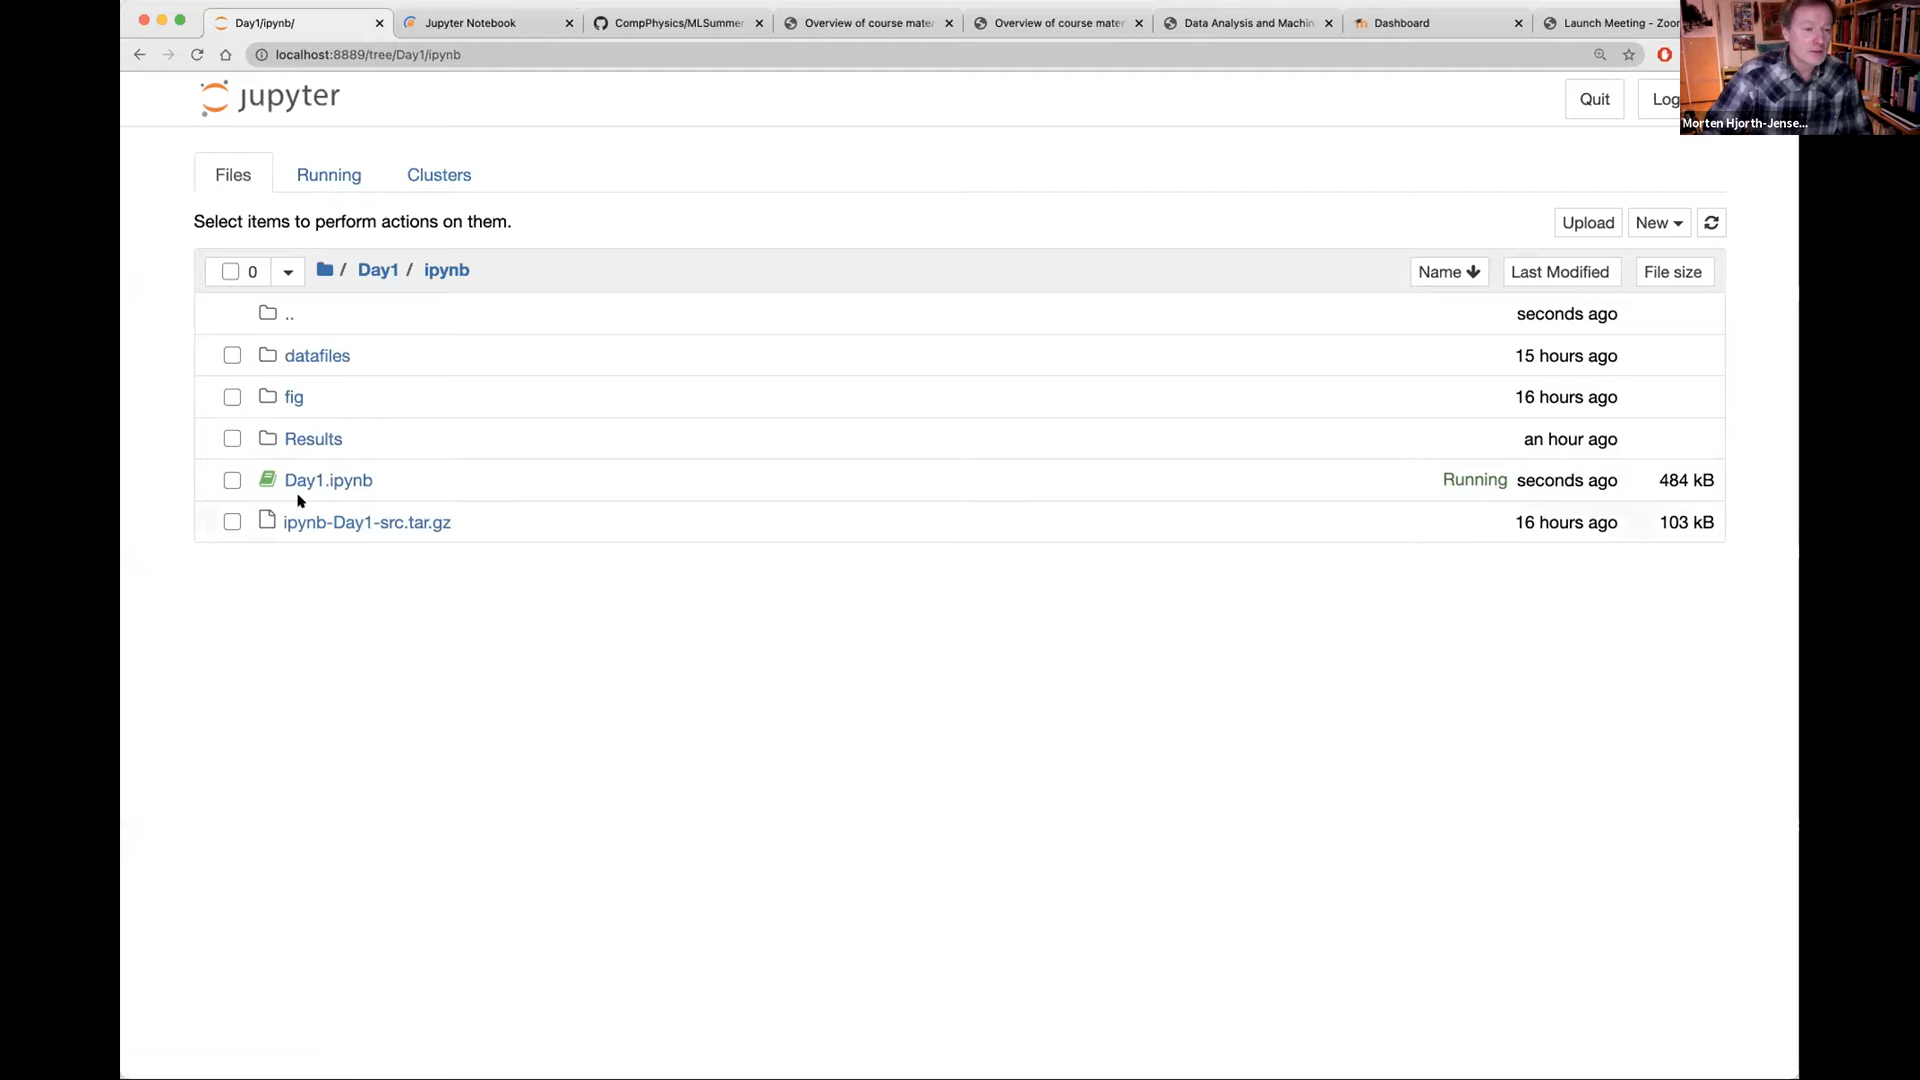 Day1/ipynb/
Jupyter Notebook
CompPhysics/MLSummer
Overview of course mater
Overview of course mater
Data Analysis and Machin
Dashboard
Launch Meeting - Zoor
localhost:8889/tree/Day1/ipynb
jupyter
Quit
Log
Morten Hjorth-Jense...
Files
Running
Clusters
Select items to perform actions on them.
Upload
New
0
/ Day1 / ipynb
Name
Last Modified
File size
..
seconds ago
datafiles
15 hours ago
fig
16 hours ago
Results
an hour ago
Day1.ipynb
Running seconds ago
484 kB
ipynb-Day1-src.tar.gz
16 hours ago
103 kB